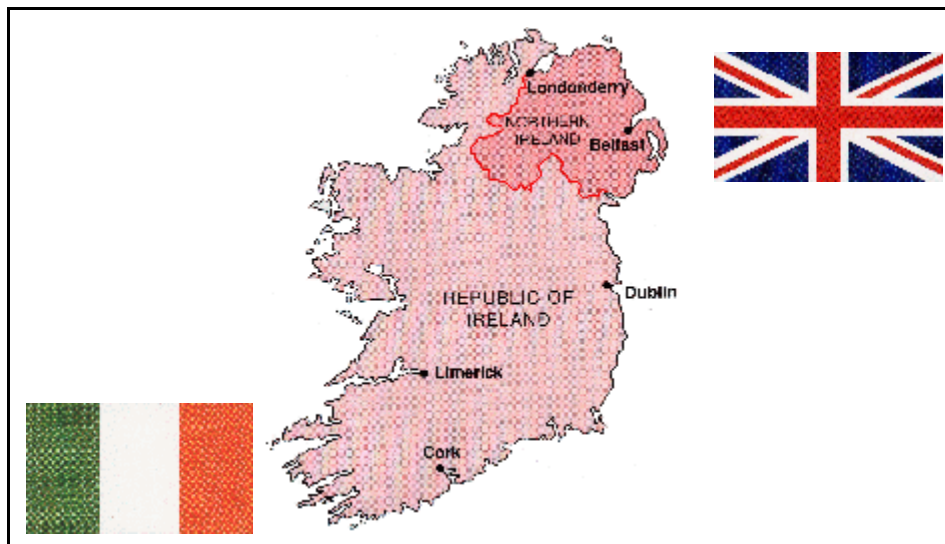 Londonderry
NORTHERN
IRELAND
Belfast
Dublin
REPUBLIC OF
IRELAND
Limerick
Cork